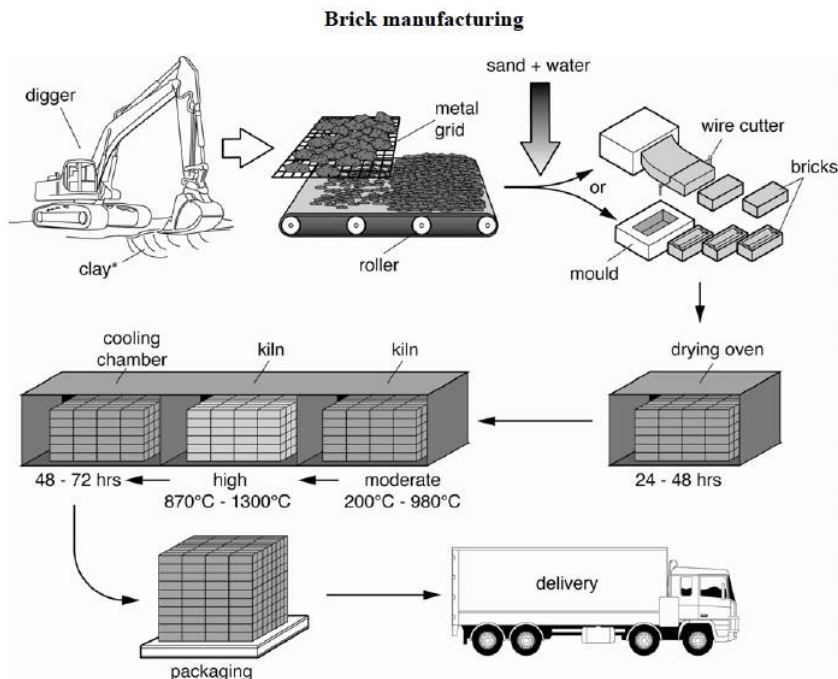 Brick manufacturing
digger
clay*
metal
grid
roller
sand + water
or
wire cutter
bricks
mould
drying oven
24 - 48 hrs
kiln
moderate
200°C - 980°C
kiln
high
870°C - 1300°C
cooling
chamber
48 - 72 hrs
packaging
delivery